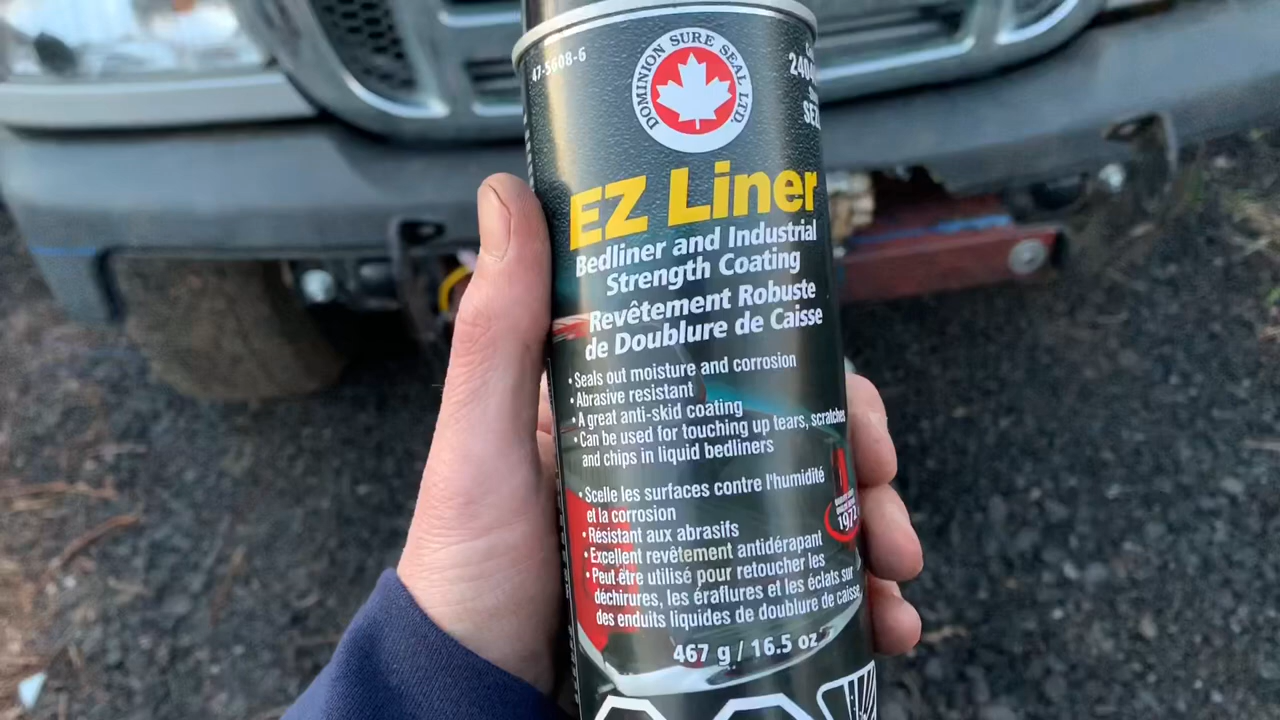 47-5608-6
DOMINION SURE SEAL LTD.
EZ Liner
Bedliner and Industrial
Strength Coating
Revêtement Robuste
de Doublure de Caisse
• Seals out moisture and corrosion
• Abrasive resistant
• A great anti-skid coating
• Can be used for touching up tears, scratches
and chips in liquid bedliners
• Scelle les surfaces contre l'humidité
et la corrosion
• Résistant aux abrasifs
• Excellent revêtement antidérapant
• Peut-être utilisé pour retoucher les
déchirures, les éraflures et les éclats sur
des enduits liquides de doublure de caisse
1972
467 g / 16.5 oz